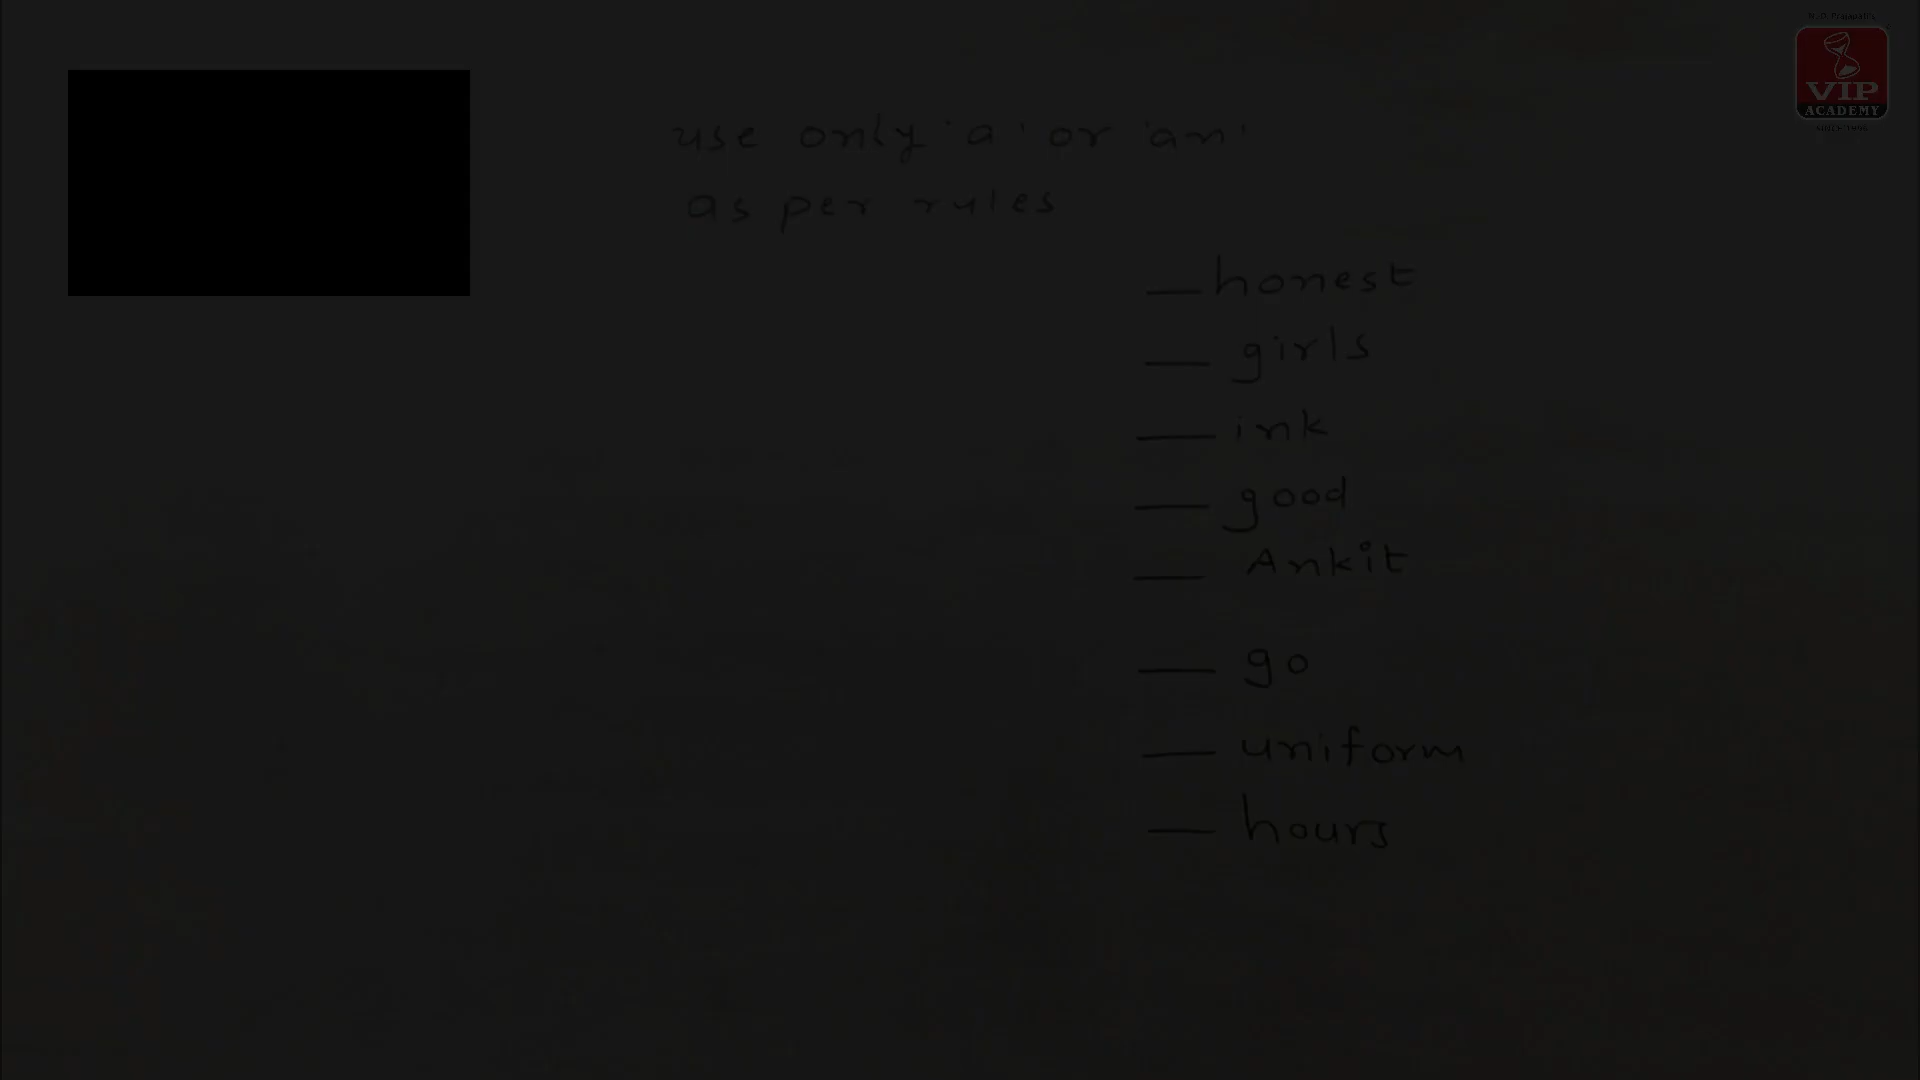 use only 'a' or 'an'
as per rules
__ honest
__ girls
__ ink
__ good
__ Ankit
__ go
__ uniform
__ hours
VIP
ACADEMY